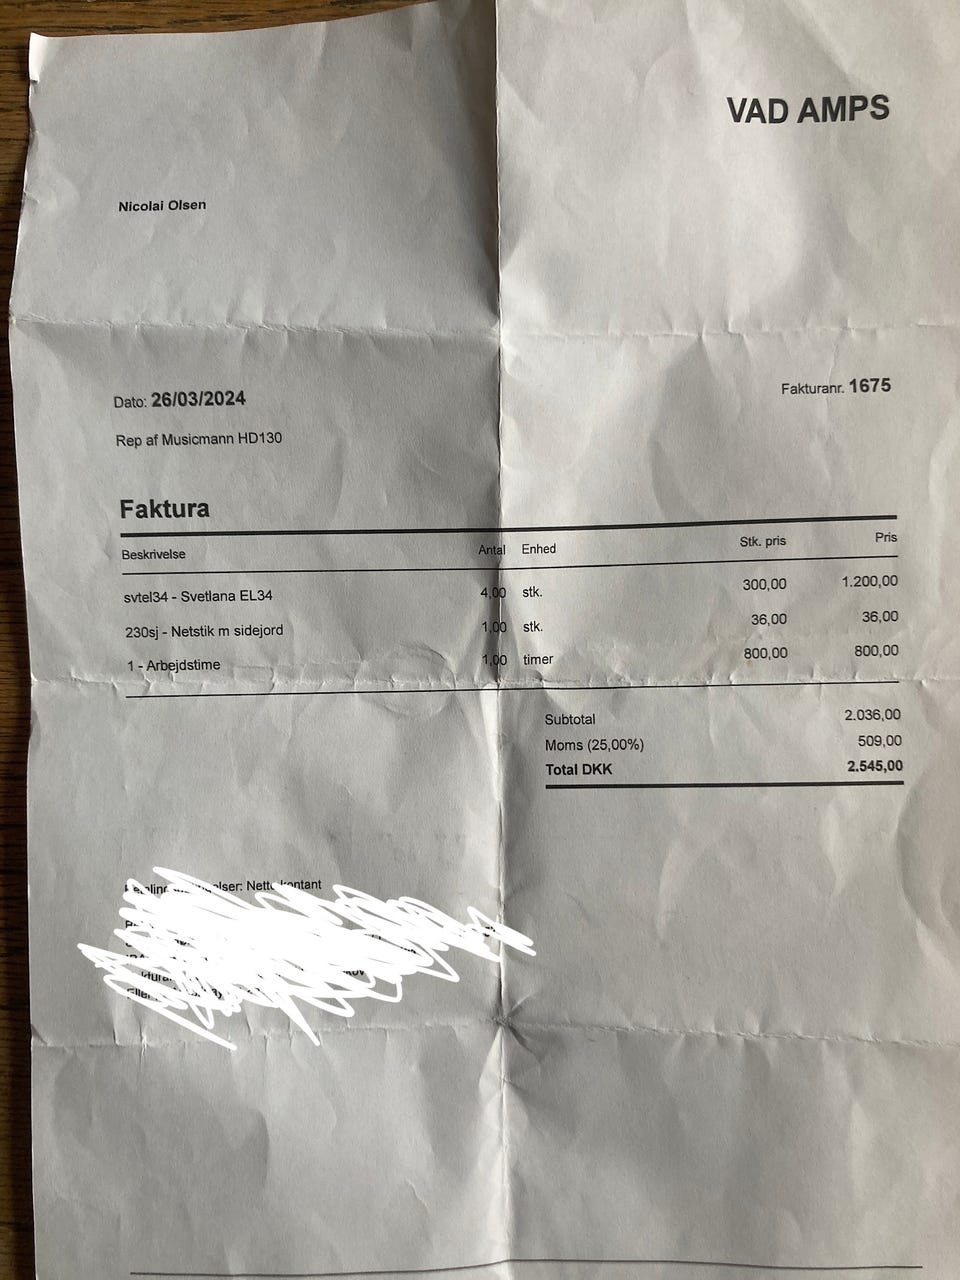 VAD AMPS
Nicolai Olsen
Dato: 26/03/2024
Fakturanr. 1675
Rep af Musicmann HD130
Faktura
Beskrivelse Antal Enhed Stk. pris Pris
svtel34 - Svetlana EL34 4,00 stk. 300,00 1.200,00
230sj - Netstik m sidejord 1,00 stk. 36,00 36,00
1 - Arbejdstime 1,00 timer 800,00 800,00
Subtotal 2.036,00
Moms (25,00%) 509,00
Total DKK 2.545,00
Netto kontant